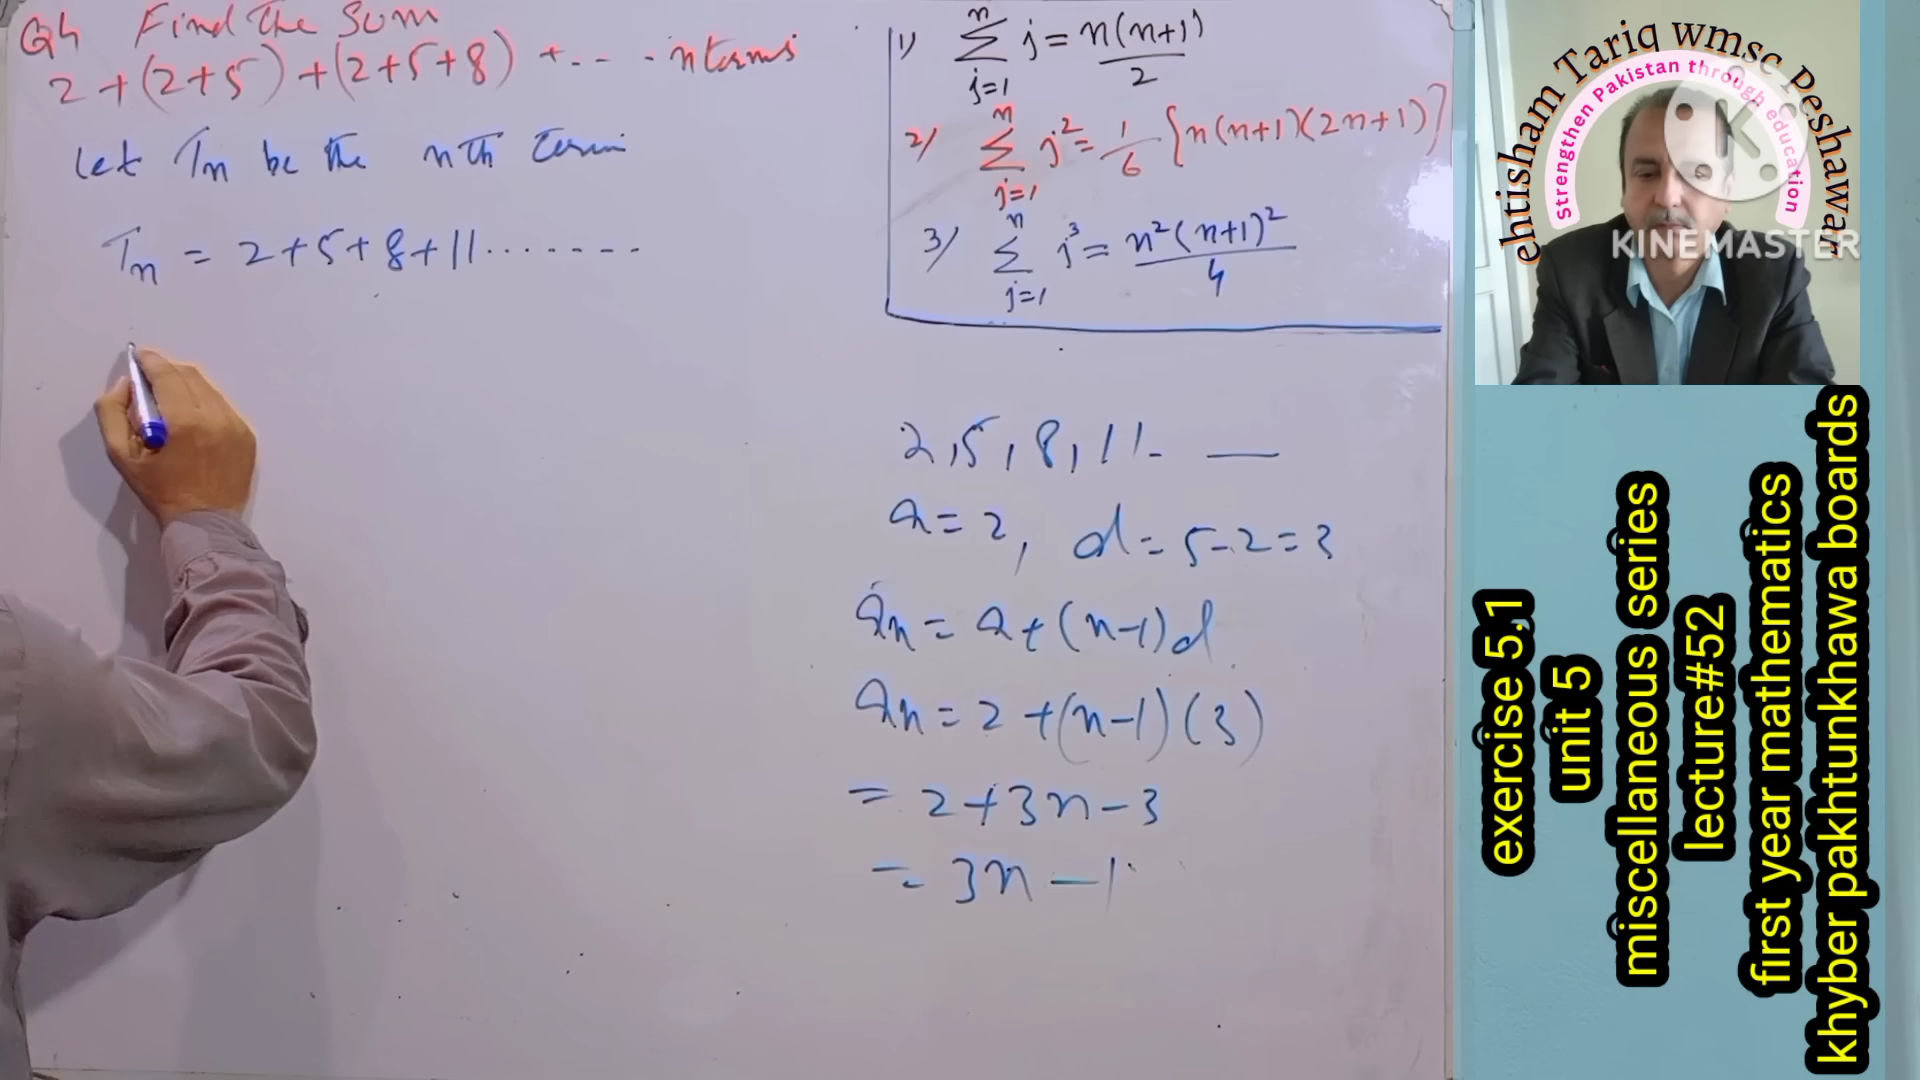 Q4 Find the Sum
2 + (2+5) + (2+5+8) + ... . n terms
Let Tn be the nth term
Tn = 2+5+8+11.......
1) n∑j=1 j = n(n+1)/2
2) n∑j=1 j² = 1/6 {n(n+1)(2n+1)}
3) n∑j=1 j³ = n²(n+1)²/4
2, 5, 8, 11. —
a = 2, d = 5-2 = 3
an = a + (n-1)d
an = 2 + (n-1)(3)
= 2+3n-3
= 3n-1
ehtisham Tariq wmsc Peshawar
Strengthen Pakistan through education
KINEMASTER
exercise 5.1
unit 5
miscellaneous series
lecture#52
first year mathematics
khyber pakhtunkhawa boards